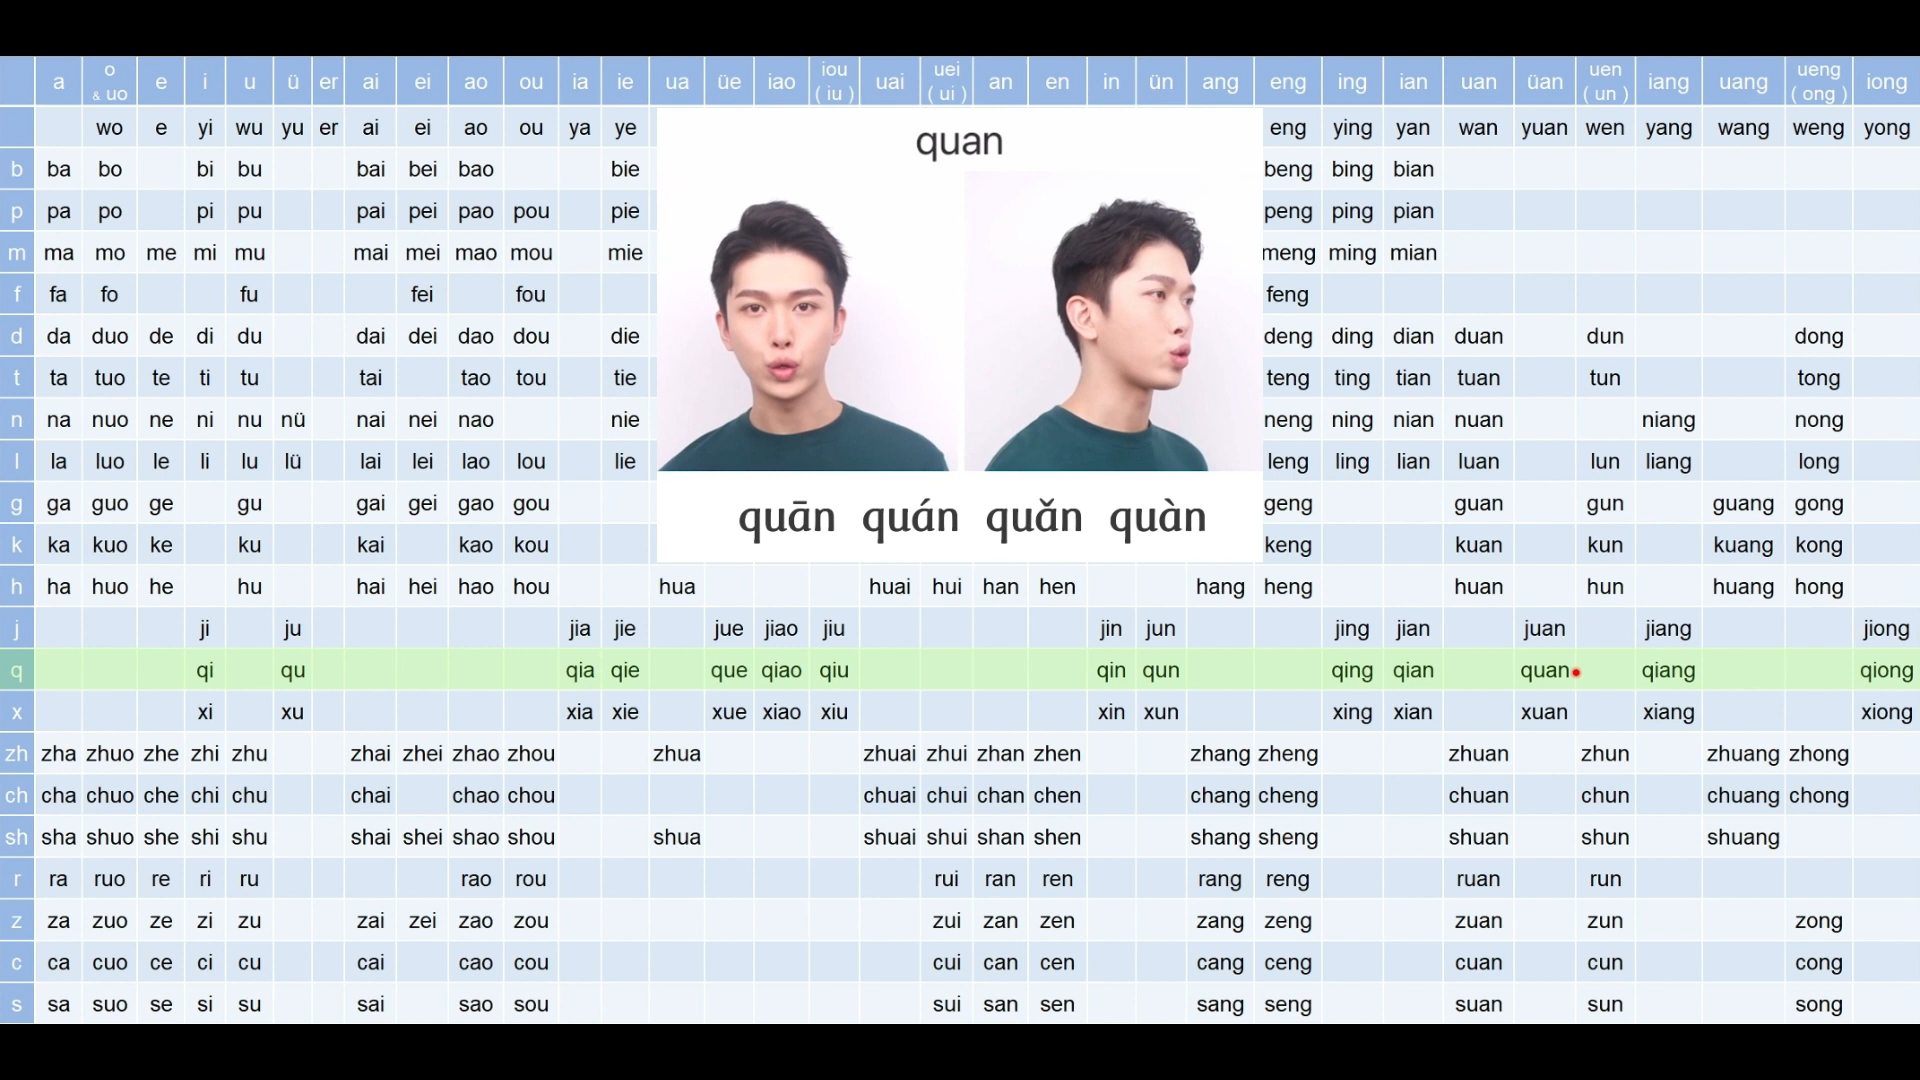 a o & uo e i u ü er ai ei ao ou ia ie ua üe iao iou ( iu ) uai uei ( ui ) an en in ün ang eng ing ian uan üan uen ( un ) iang uang ueng ( ong ) iong
wo e yi wu yu er ai ei ao ou ya ye eng ying yan wan yuan wen yang wang weng yong
quan
b ba bo bi bu bai bei bao bie beng bing bian
p pa po pi pu pai pei pao pou pie peng ping pian
m ma mo me mi mu mai mei mao mou mie meng ming mian
f fa fo fu fei fou feng
d da duo de di du dai dei dao dou die deng ding dian duan dun dong
t ta tuo te ti tu tai tao tou tie teng ting tian tuan tun tong
n na nuo ne ni nu nü nai nei nao nie neng ning nian nuan niang nong
l la luo le li lu lü lai lei lao lou lie leng ling lian luan lun liang long
g ga guo ge gu gai gei gao gou geng guan gun guang gong
quān quán quǎn quàn
k ka kuo ke ku kai kao kou keng kuan kun kuang kong
h ha huo he hu hai hei hao hou hua huai hui han hen hang heng huan hun huang hong
j ji ju jia jie jue jiao jiu jin jun jing jian juan jiang jiong
q qi qu qia qie que qiao qiu qin qun qing qian quan qiang qiong
x xi xu xia xie xue xiao xiu xin xun xing xian xuan xiang xiong
zh zha zhuo zhe zhi zhu zhai zhei zhao zhou zhua zhuai zhui zhan zhen zhang zheng zhuan zhun zhuang zhong
ch cha chuo che chi chu chai chao chou chuai chui chan chen chang cheng chuan chun chuang chong
sh sha shuo she shi shu shai shei shao shou shua shuai shui shan shen shang sheng shuan shun shuang
r ra ruo re ri ru rao rou rui ran ren rang reng ruan run
z za zuo ze zi zu zai zei zao zou zui zan zen zang zeng zuan zun zong
c ca cuo ce ci cu cai cao cou cui can cen cang ceng cuan cun cong
s sa suo se si su sai sao sou sui san sen sang seng suan sun song